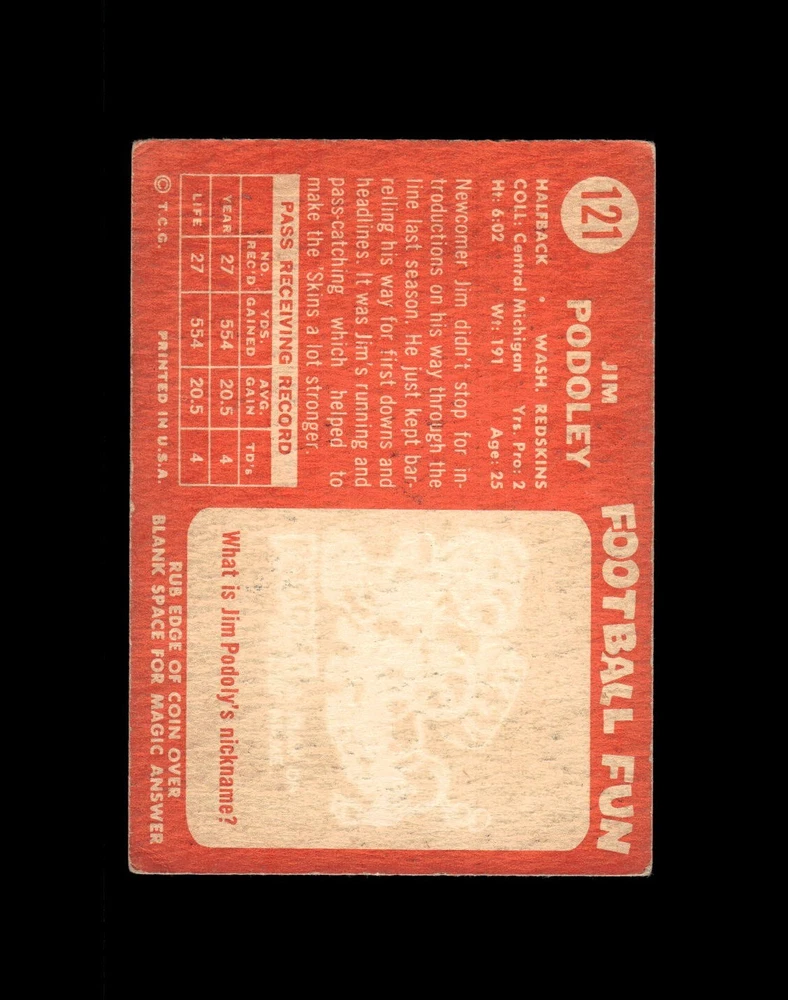 121
JIM
PODOLEY
HALFBACK • WASH. REDSKINS
COLL: Central Michigan Yrs. Pro: 2
Ht: 6:02 Wt: 191 Age: 25
Newcomer Jim didn't stop for in-
troductions on his way through the
line last season. He just kept bar-
relling his way for first downs and
headlines. It was Jim's running and
pass-catching which helped to
make the 'Skins a lot stronger.
PASS RECEIVING RECORD
NO. REC'D YDS. GAINED AVG. GAIN TD's
YEAR 27 554 20.5 4
LIFE 27 554 20.5 4
© T.C.G. PRINTED IN U.S.A.
FOOTBALL FUN
What is Jim Podoly's nickname?
RUB EDGE OF COIN OVER
BLANK SPACE FOR MAGIC ANSWER